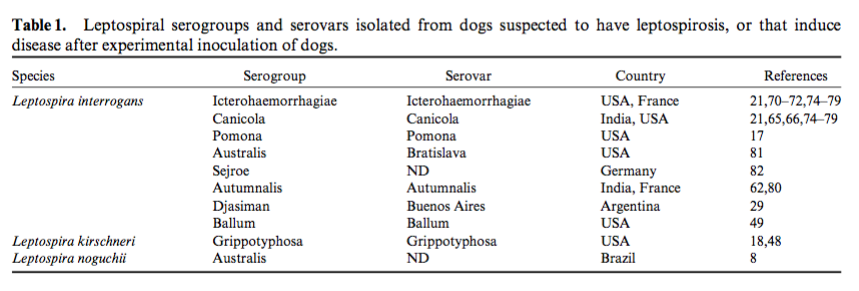 Table 1. Leptospiral serogroups and serovars isolated from dogs suspected to have leptospirosis, or that induce
disease after experimental inoculation of dogs.
Species Serogroup Serovar Country References
Leptospira interrogans Icterohaemorrhagiae Icterohaemorrhagiae USA, France 21,70–72,74–79
Canicola Canicola India, USA 21,65,66,74–79
Pomona Pomona USA 17
Australis Bratislava USA 81
Sejroe ND Germany 82
Autumnalis Autumnalis India, France 62,80
Djasiman Buenos Aires Argentina 29
Ballum Ballum USA 49
Leptospira kirschneri Grippotyphosa Grippotyphosa USA 18,48
Leptospira noguchii Australis ND Brazil 8